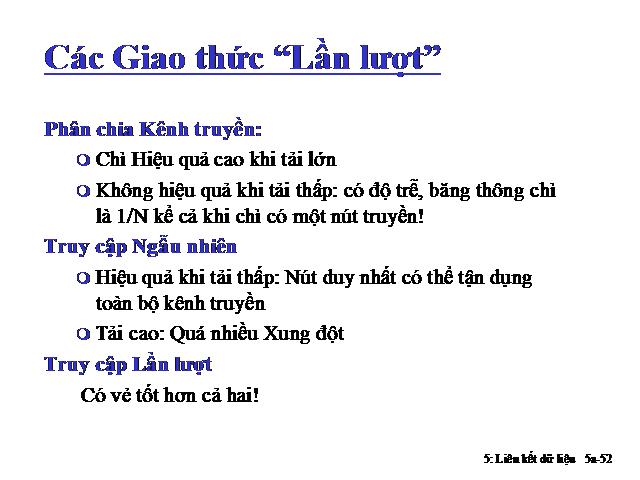 Các Giao thức “Lần lượt”
Phân chia Kênh truyền:
Chỉ Hiệu quả cao khi tải lớn
Không hiệu quả khi tải thấp: có độ trễ, băng thông chỉ
là 1/N kể cả khi chỉ có một nút truyền!
Truy cập Ngẫu nhiên
Hiệu quả khi tải thấp: Nút duy nhất có thể tận dụng
toàn bộ kênh truyền
Tải cao: Quá nhiều Xung đột
Truy cập Lần lượt
Có vẻ tốt hơn cả hai!
5: Liên kết dữ liệu 5a-52